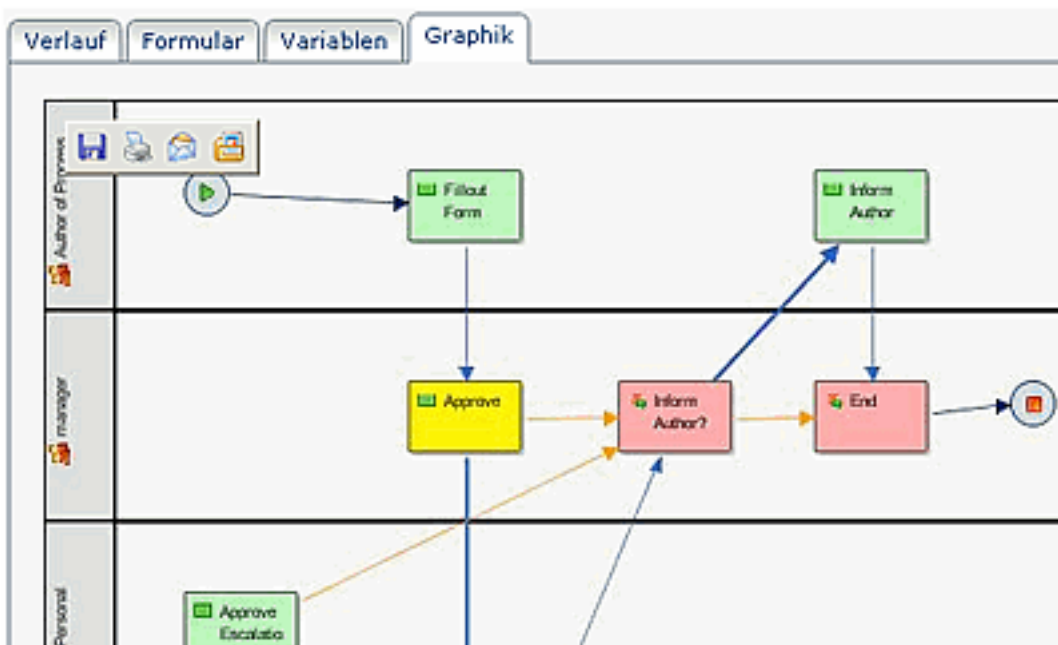 Verlauf Formular Variablen Graphik
Author of Process
Fillout
Form
Inform
Author
manager
Approve
Inform
Author?
End
Personal
Approve
Escalatio